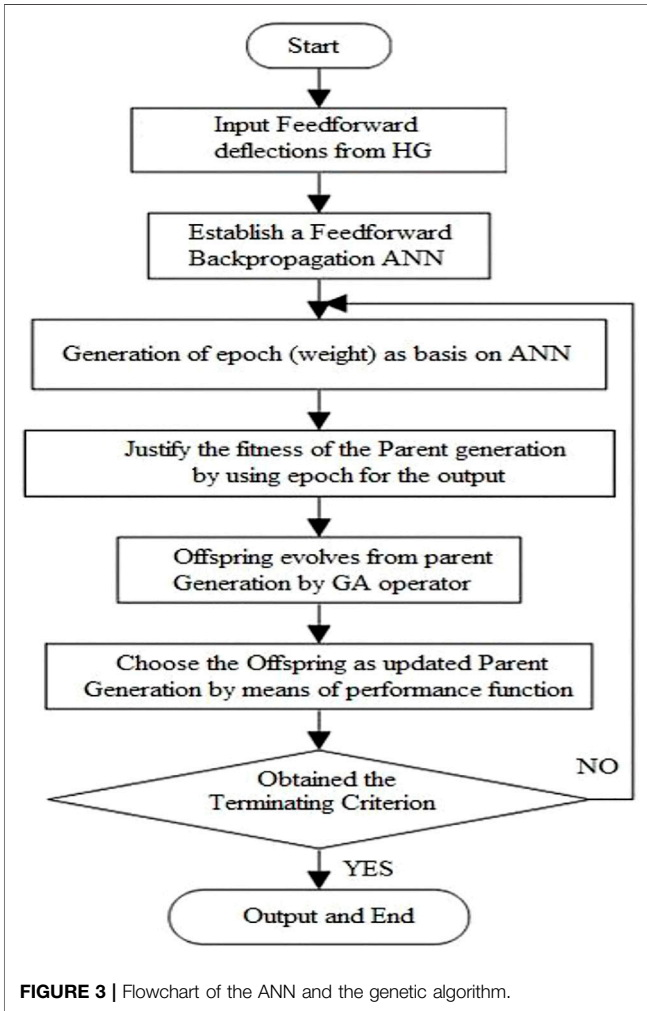 Start
Input Feedforward
deflections from HG
Establish a Feedforward
Backpropagation ANN
Generation of epoch (weight) as basis on ANN
Justify the fitness of the Parent generation
by using epoch for the output
Offspring evolves from parent
Generation by GA operator
Choose the Offspring as updated Parent
Generation by means of performance function
Obtained the
Terminating Criterion
NO
YES
Output and End
FIGURE 3 | Flowchart of the ANN and the genetic algorithm.